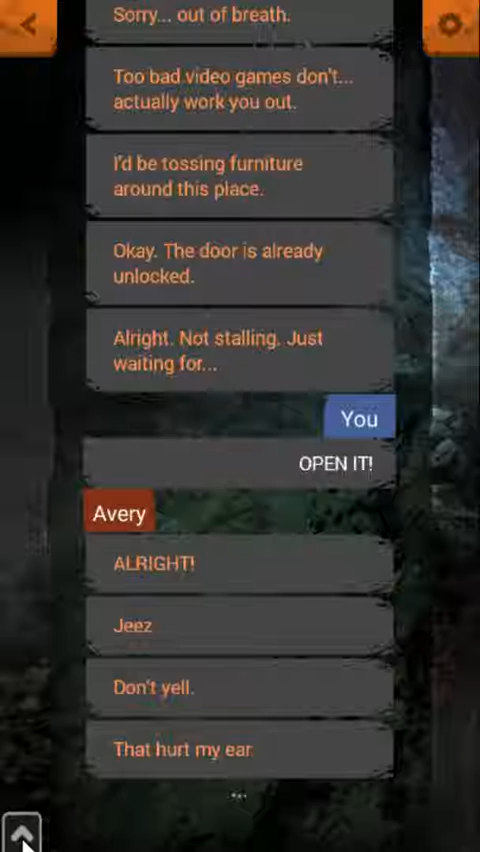 Sorry... out of breath.
Too bad video games don't...
actually work you out.
I'd be tossing furniture
around this place.
Okay. The door is already
unlocked.
Alright. Not stalling. Just
waiting for...
You
OPEN IT!
Avery
ALRIGHT!
Jeez
Don't yell.
That hurt my ear.
...